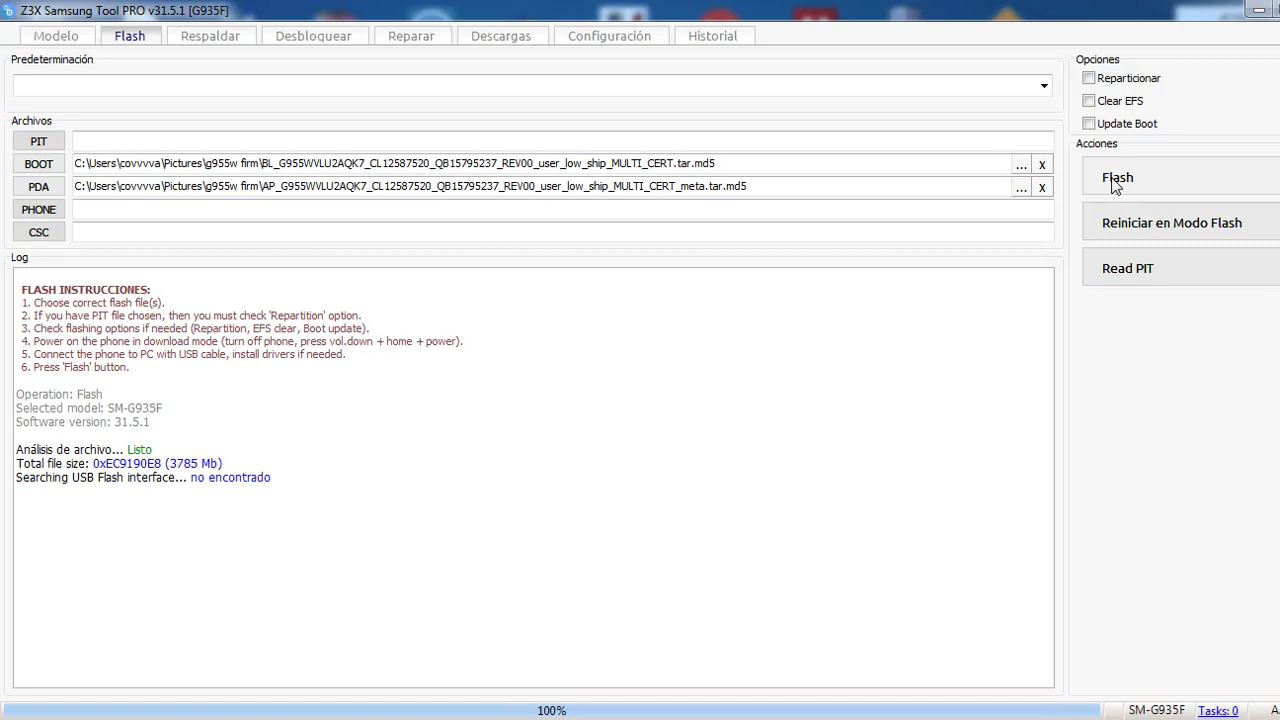 Z3X Samsung Tool PRO v31.5.1 [G935F]
Modelo Flash Respaldar Desbloquear Reparar Descargas Configuración Historial
Predeterminación
Archivos
PIT
BOOT C:\Users\covvvva\Pictures\g955w firm\BL_G955WVLU2AQK7_CL12587520_QB15795237_REV00_user_low_ship_MULTI_CERT.tar.md5 ... x
PDA C:\Users\covvvva\Pictures\g955w firm\AP_G955WVLU2AQK7_CL12587520_QB15795237_REV00_user_low_ship_MULTI_CERT_meta.tar.md5 ... x
PHONE
CSC
Log
FLASH INSTRUCCIONES:
1. Choose correct flash file(s).
2. If you have PIT file chosen, then you must check 'Repartition' option.
3. Check flashing options if needed (Repartition, EFS clear, Boot update).
4. Power on the phone in download mode (turn off phone, press vol.down + home + power).
5. Connect the phone to PC with USB cable, install drivers if needed.
6. Press 'Flash' button.
Operation: Flash
Selected model: SM-G935F
Software version: 31.5.1
Análisis de archivo... Listo
Total file size: 0xEC9190E8 (3785 Mb)
Searching USB Flash interface... no encontrado
Opciones
Reparticionar
Clear EFS
Update Boot
Acciones
Flash
Reiniciar en Modo Flash
Read PIT
100% SM-G935F Tasks: 0